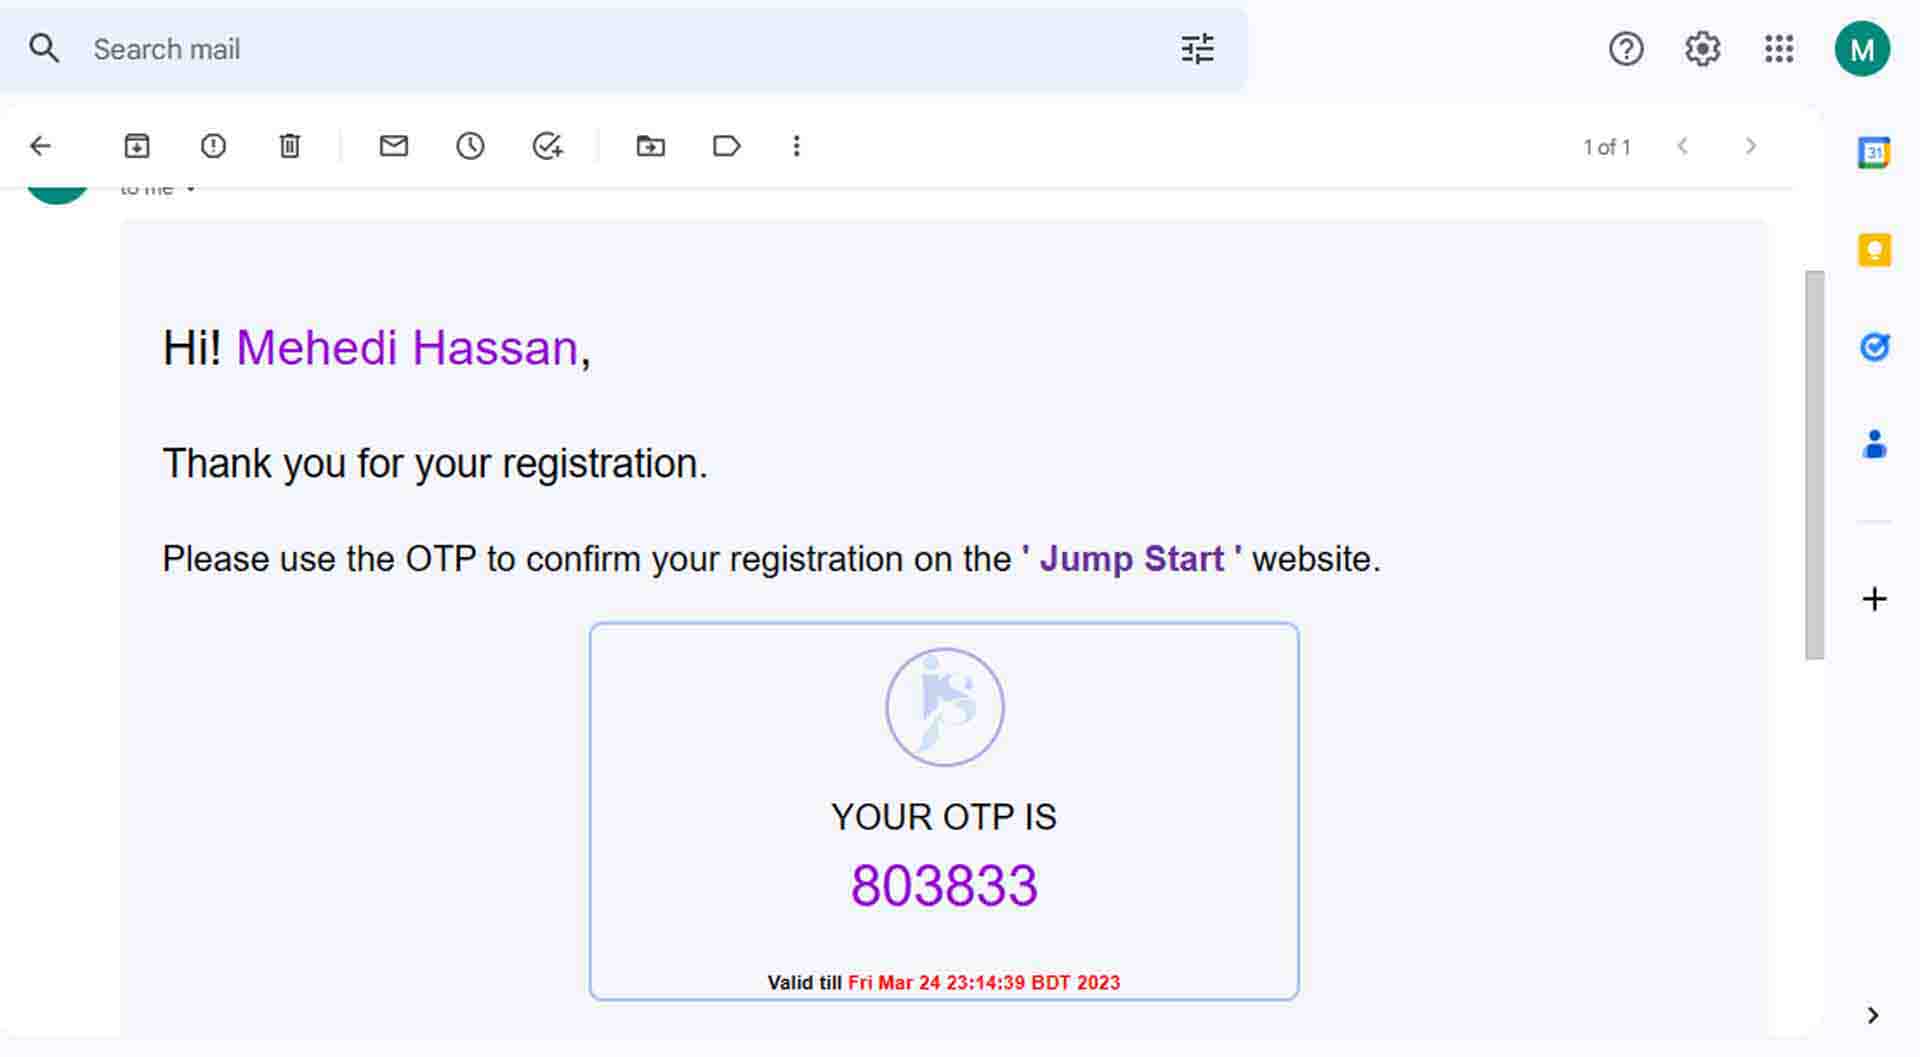 Search mail
M
1 of 1
31
to me
Hi! Mehedi Hassan,
Thank you for your registration.
Please use the OTP to confirm your registration on the ' Jump Start ' website.
js
YOUR OTP IS
803833
Valid till Fri Mar 24 23:14:39 BDT 2023